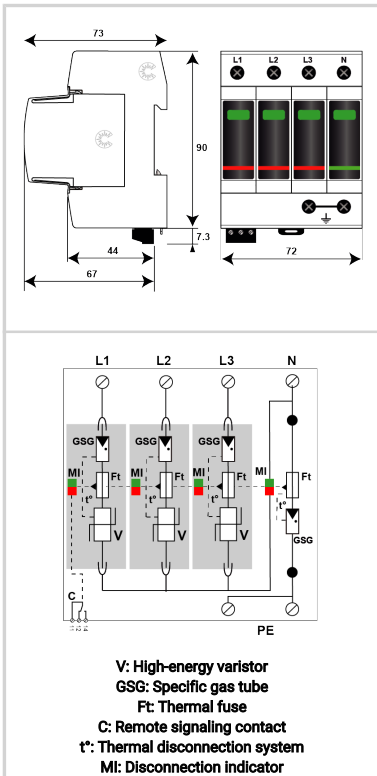 73
L1 L2 L3 N
90
7.3
44
72
67
L1 L2 L3 N
GSG GSG GSG
MI Ft MI Ft MI Ft MI Ft
t° t° t° t°
V V V GSG
C
PE
V: High-energy varistor
GSG: Specific gas tube
Ft: Thermal fuse
C: Remote signaling contact
t°: Thermal disconnection system
MI: Disconnection indicator